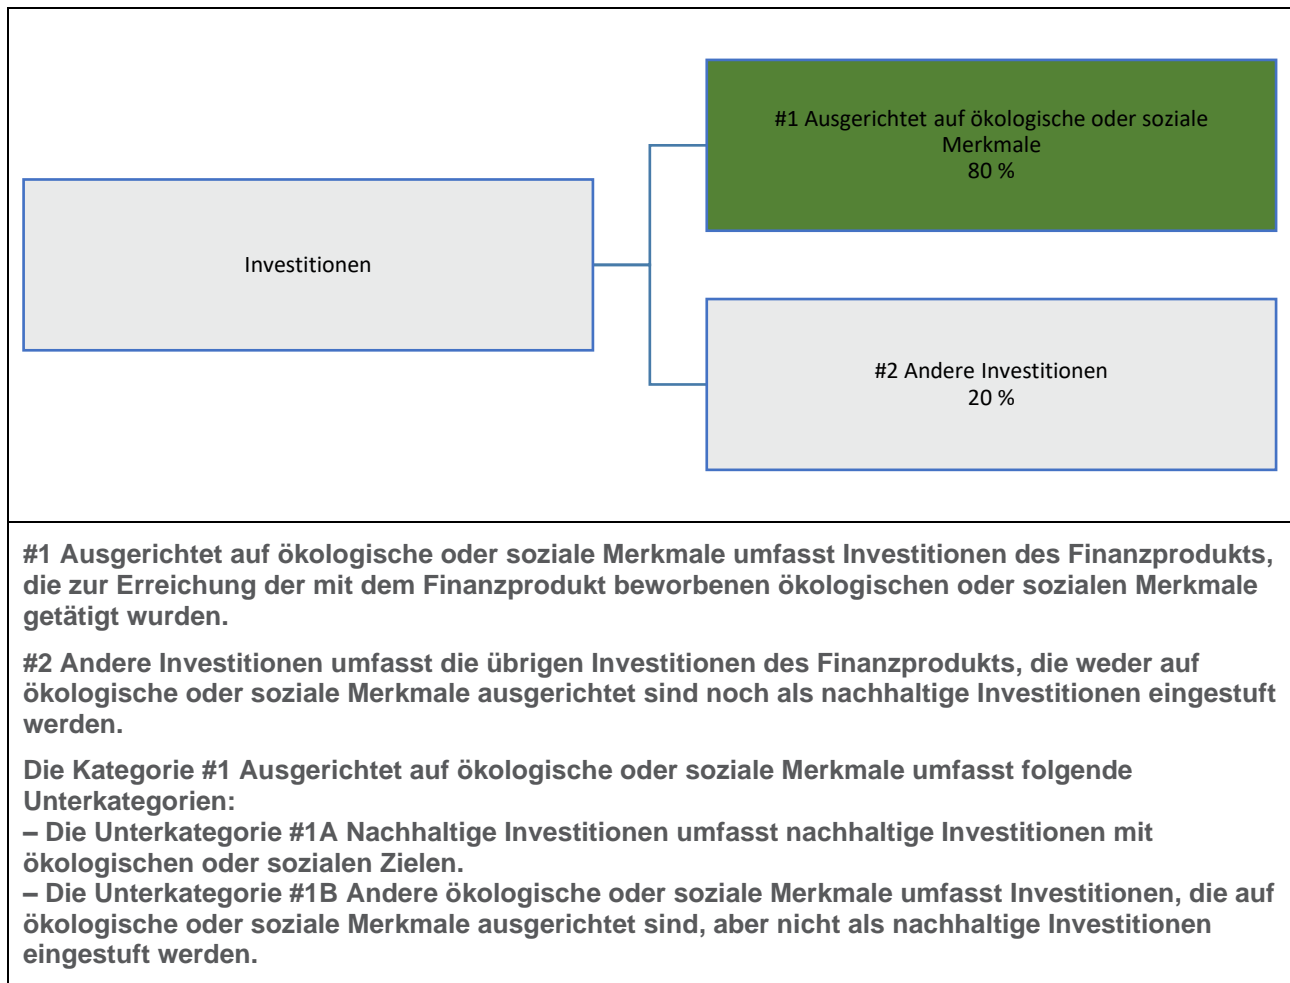 #1 Ausgerichtet auf ökologische oder soziale
Merkmale
80 %
Investitionen
#2 Andere Investitionen
20 %
#1 Ausgerichtet auf ökologische oder soziale Merkmale umfasst Investitionen des Finanzprodukts,
die zur Erreichung der mit dem Finanzprodukt beworbenen ökologischen oder sozialen Merkmale
getätigt wurden.
#2 Andere Investitionen umfasst die übrigen Investitionen des Finanzprodukts, die weder auf
ökologische oder soziale Merkmale ausgerichtet sind noch als nachhaltige Investitionen eingestuft
werden.
Die Kategorie #1 Ausgerichtet auf ökologische oder soziale Merkmale umfasst folgende
Unterkategorien:
– Die Unterkategorie #1A Nachhaltige Investitionen umfasst nachhaltige Investitionen mit
ökologischen oder sozialen Zielen.
– Die Unterkategorie #1B Andere ökologische oder soziale Merkmale umfasst Investitionen, die auf
ökologische oder soziale Merkmale ausgerichtet sind, aber nicht als nachhaltige Investitionen
eingestuft werden.